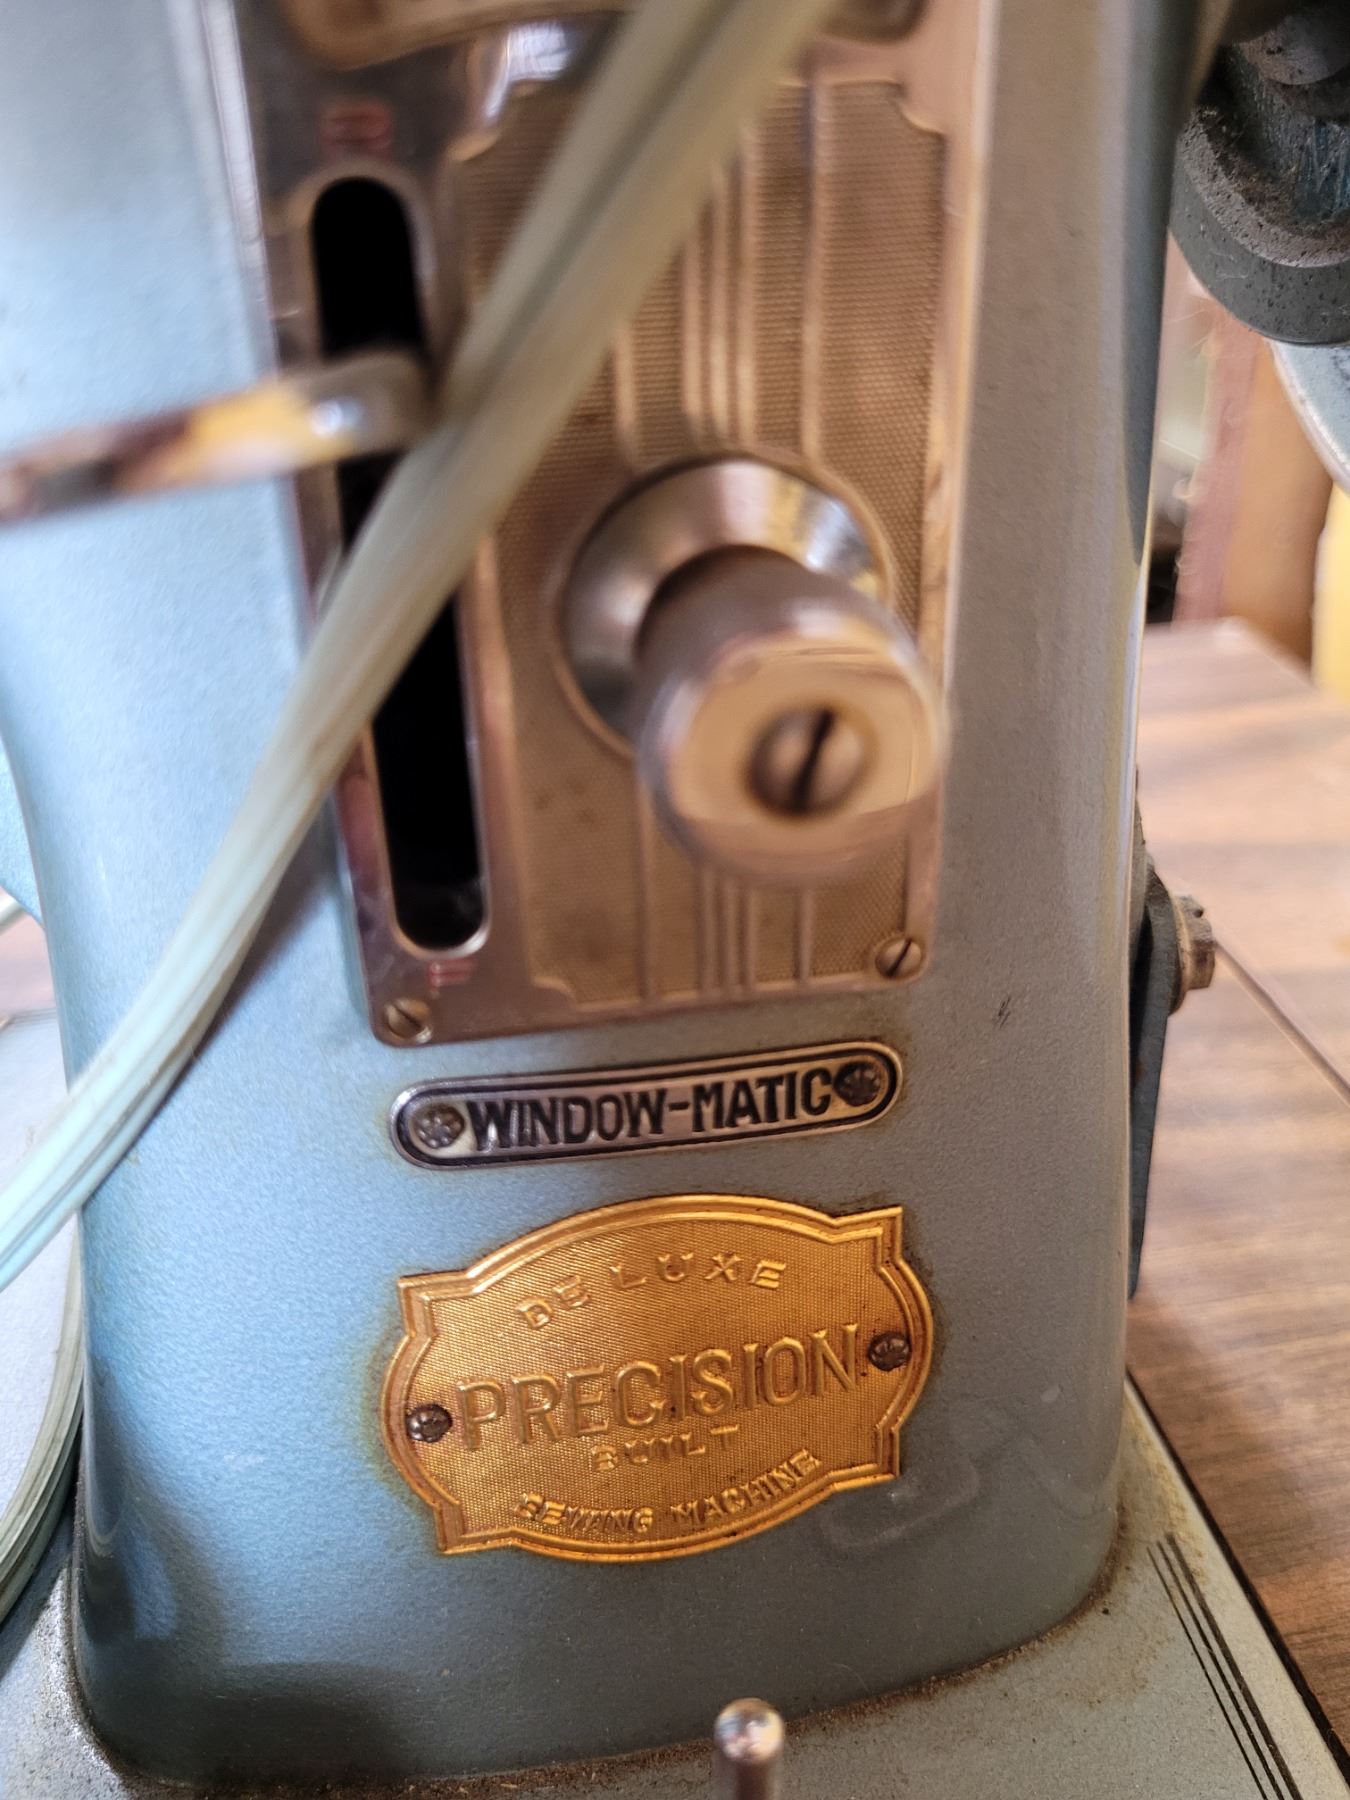 WINDOW-MATIC
DE LUXE
PRECISION
BUILT
SEWING MACHINE